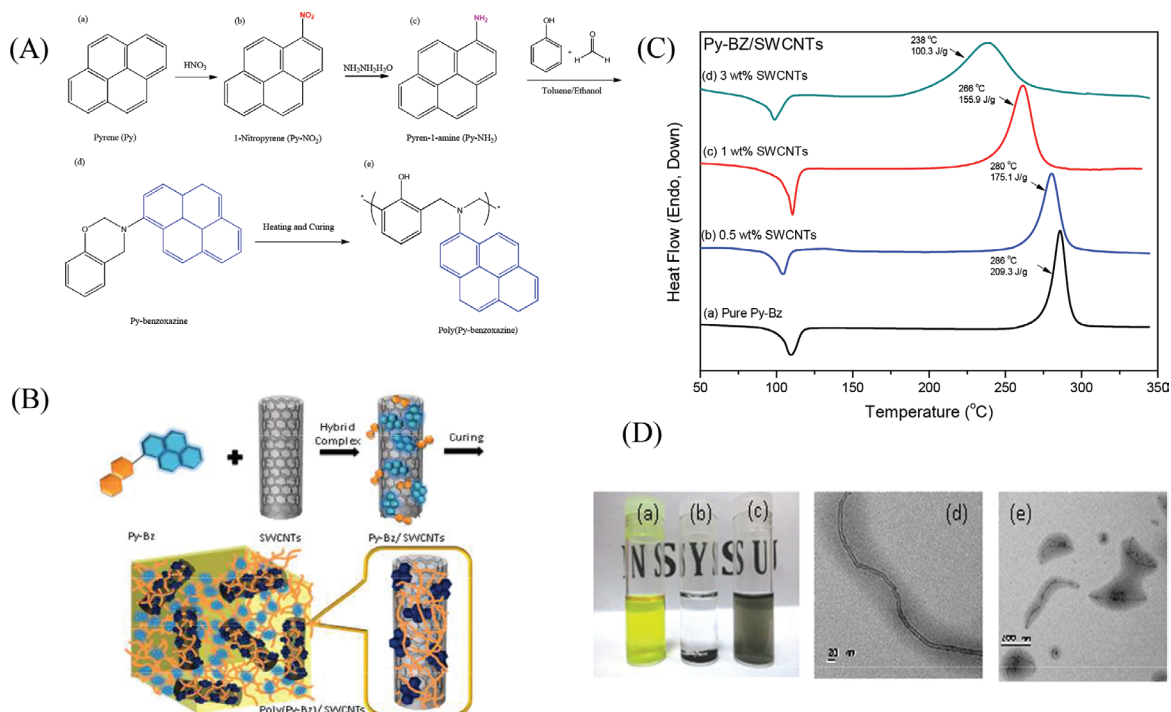 (A)
(a)
(b)
(c)
NO₂
NH₂
OH
O
+
H
H
HNO₃
NH₂NH₂H₂O
Toluene/Ethanol
Pyrene (Py)
1-Nitropyrene (Py-NO₂)
Pyren-1-amine (Py-NH₂)
(d)
(e)
OH
N
O
N
Heating and Curing
Py-benzoxazine
Poly(Py-benzoxazine)
(B)
Hybrid
Complex
Curing
+
Py-Bz
SWCNTs
Py-Bz/SWCNTs
Poly(Py-Bz)/SWCNTs
(C)
Py-BZ/SWCNTs
238 °C
100.3 J/g
(d) 3 wt% SWCNTs
266 °C
155.9 J/g
(c) 1 wt% SWCNTs
280 °C
175.1 J/g
(b) 0.5 wt% SWCNTs
286 °C
209.3 J/g
(a) Pure Py-Bz
Heat Flow (Endo, Down)
50 100 150 200 250 300 350
Temperature (°C)
(D)
(a) (b) (c) (d) (e)
N S Y S S U
20 nm
200 nm